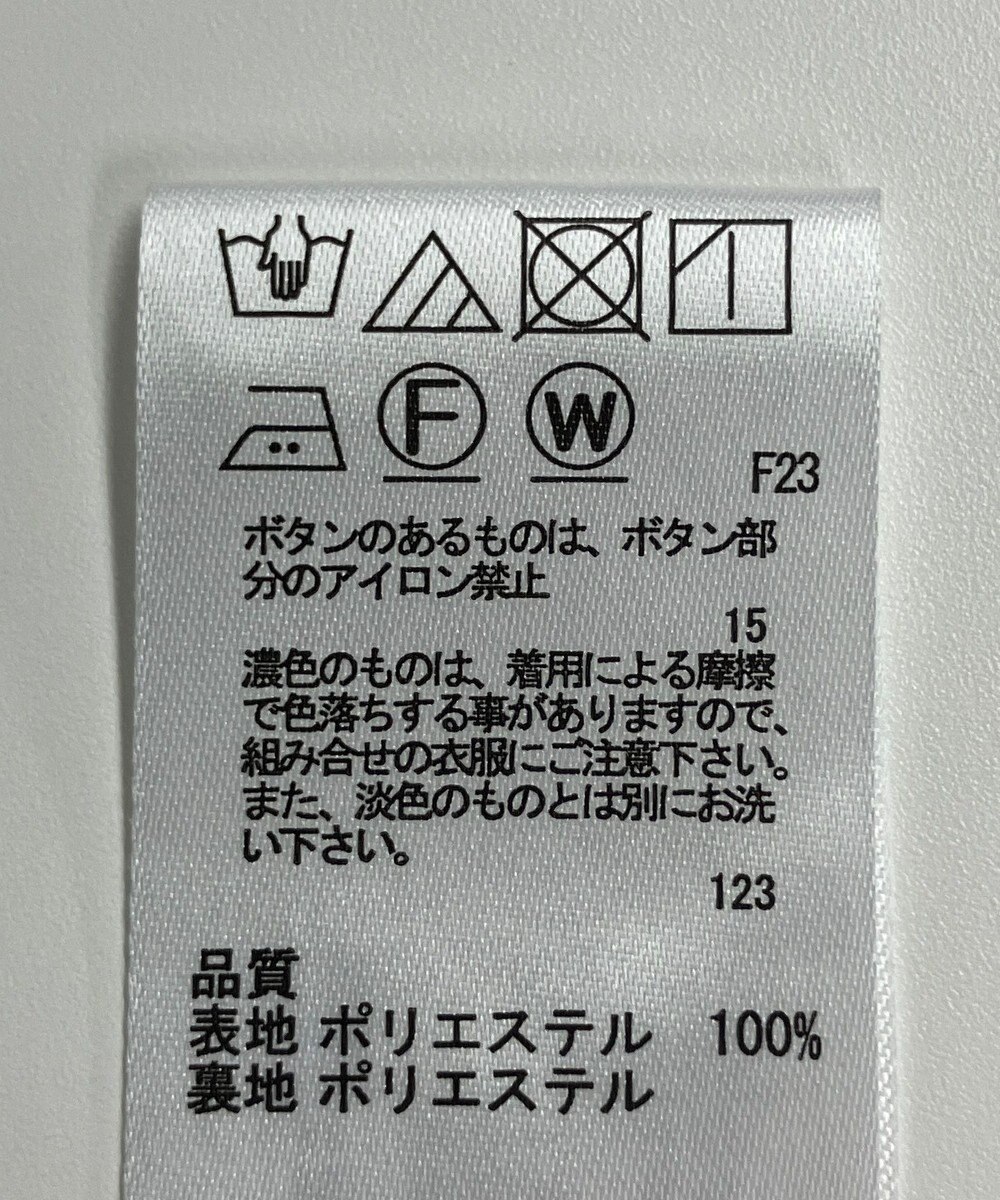 F W
F23
ボタンのあるものは、ボタン部
分のアイロン禁止
15
濃色のものは、着用による摩擦
で色落ちする事がありますので、
組み合せの衣服にご注意下さい。
また、淡色のものとは別にお洗
い下さい。
123
品質
表地 ポリエステル 100%
裏地 ポリエステル